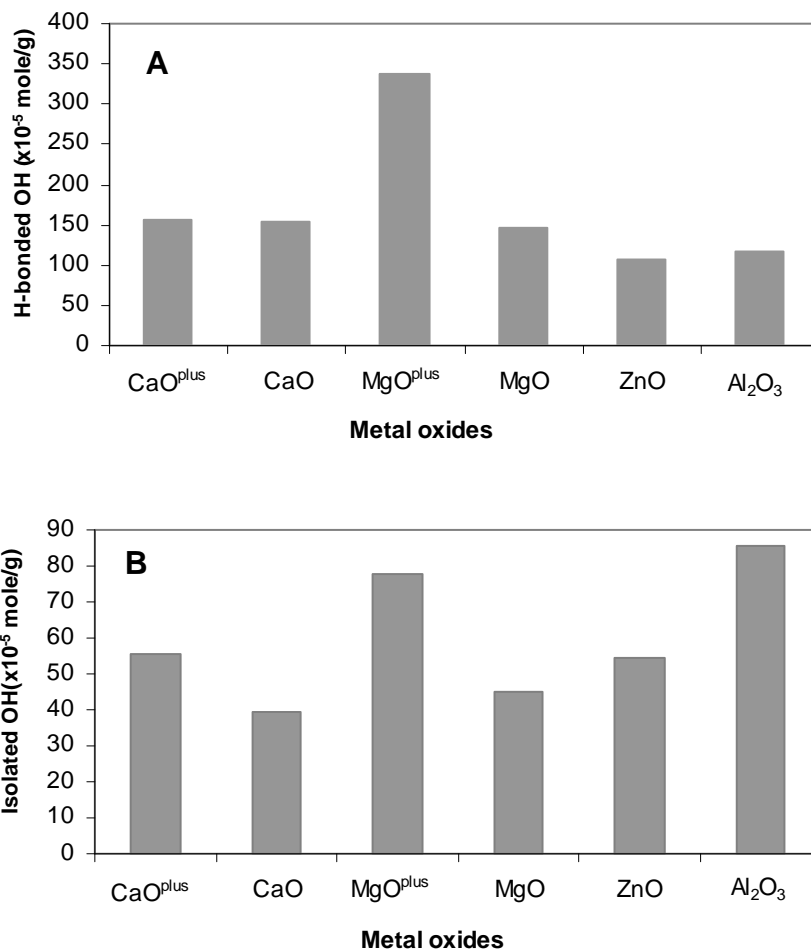 A
H-bonded OH (x10⁻⁵ mole/g)
400
350
300
250
200
150
100
50
0
CaOᵖˡᵘˢ CaO MgOᵖˡᵘˢ MgO ZnO Al₂O₃
Metal oxides
B
Isolated OH(x10⁻⁵ mole/g)
90
80
70
60
50
40
30
20
10
0
CaOᵖˡᵘˢ CaO MgOᵖˡᵘˢ MgO ZnO Al₂O₃
Metal oxides